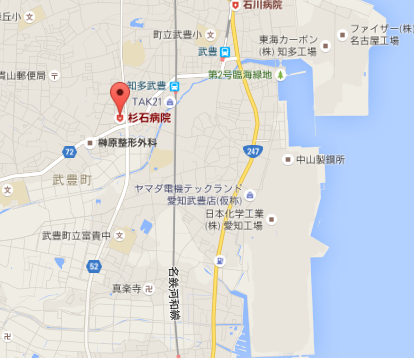 石川病院
丘小
町立武豊小
ファイザー(株)
名古屋工場
東海カーボン
(株) 知多工場
武豊
第2号臨海緑地
貴山郵便局
知多武豊
TAK21
杉石病院
72
榊原整形外科
247
中山製鋼所
武豊町
ヤマダ電機テックランド
愛知武豊店(仮称)
日本化学工業
(株) 愛知工場
武豊町立富貴中
52
名鉄河和線
真楽寺